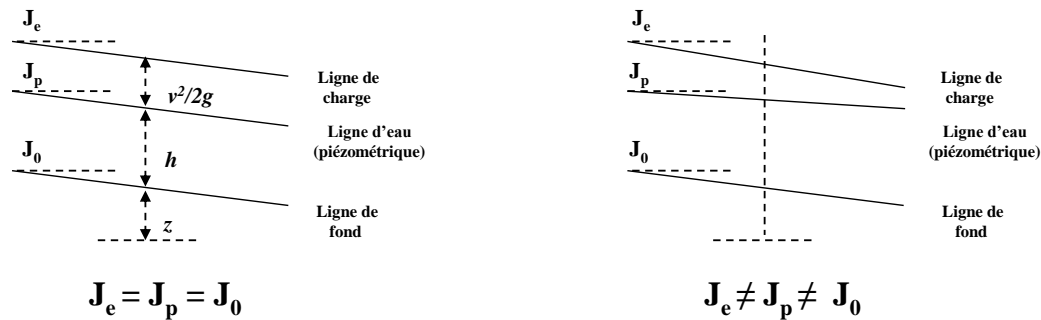 Jₑ
Jₚ
v²/2g
J₀
h
z
Ligne de
charge
Ligne d'eau
(piézométrique)
Ligne de
fond
Jₑ = Jₚ = J₀
Jₑ
Jₚ
J₀
Ligne de
charge
Ligne d'eau
(piézométrique)
Ligne de
fond
Jₑ ≠ Jₚ ≠ J₀